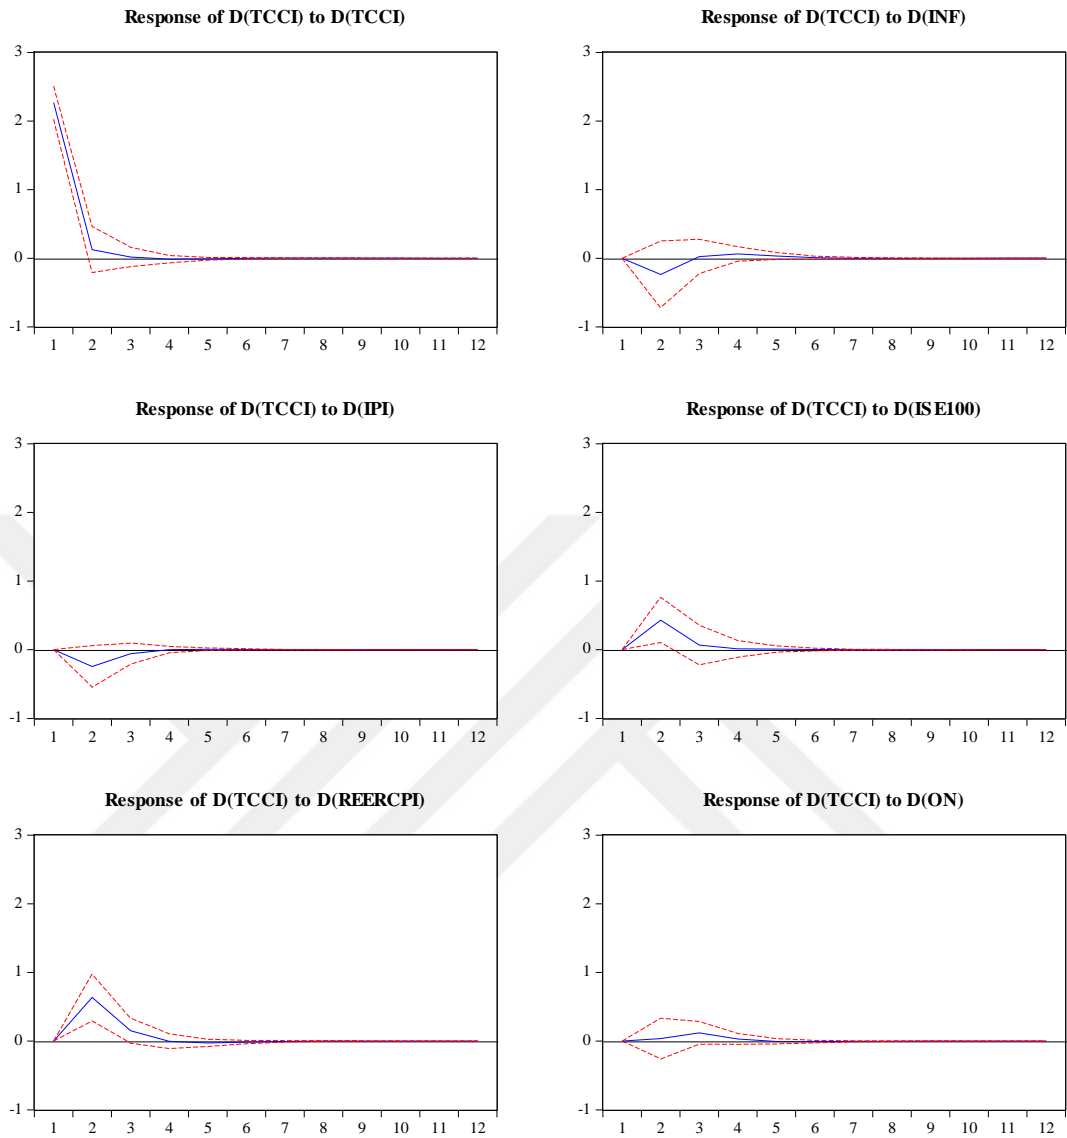 Response of D(TCCI) to D(TCCI)
3
2
1
0
-1
1 2 3 4 5 6 7 8 9 10 11 12
Response of D(TCCI) to D(INF)
3
2
1
0
-1
1 2 3 4 5 6 7 8 9 10 11 12
Response of D(TCCI) to D(IPI)
3
2
1
0
-1
1 2 3 4 5 6 7 8 9 10 11 12
Response of D(TCCI) to D(ISE100)
3
2
1
0
-1
1 2 3 4 5 6 7 8 9 10 11 12
Response of D(TCCI) to D(REERCPI)
3
2
1
0
-1
1 2 3 4 5 6 7 8 9 10 11 12
Response of D(TCCI) to D(ON)
3
2
1
0
-1
1 2 3 4 5 6 7 8 9 10 11 12